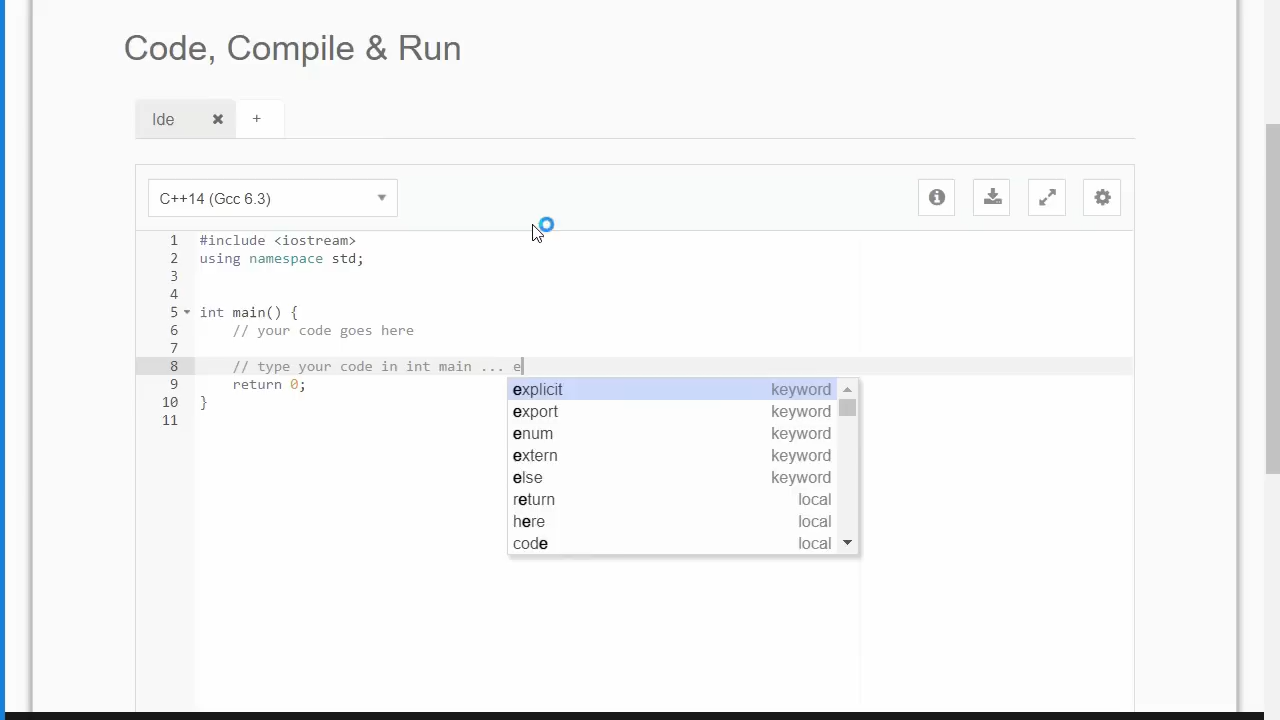 Code, Compile & Run
Ide ✖ +
C++14 (Gcc 6.3)
1 #include <iostream>
2 using namespace std;
3
4
5 int main() {
6 // your code goes here
7
8 // type your code in int main ... e
9 return 0;
10 }
11
explicit keyword
export keyword
enum keyword
extern keyword
else keyword
return local
here local
code local